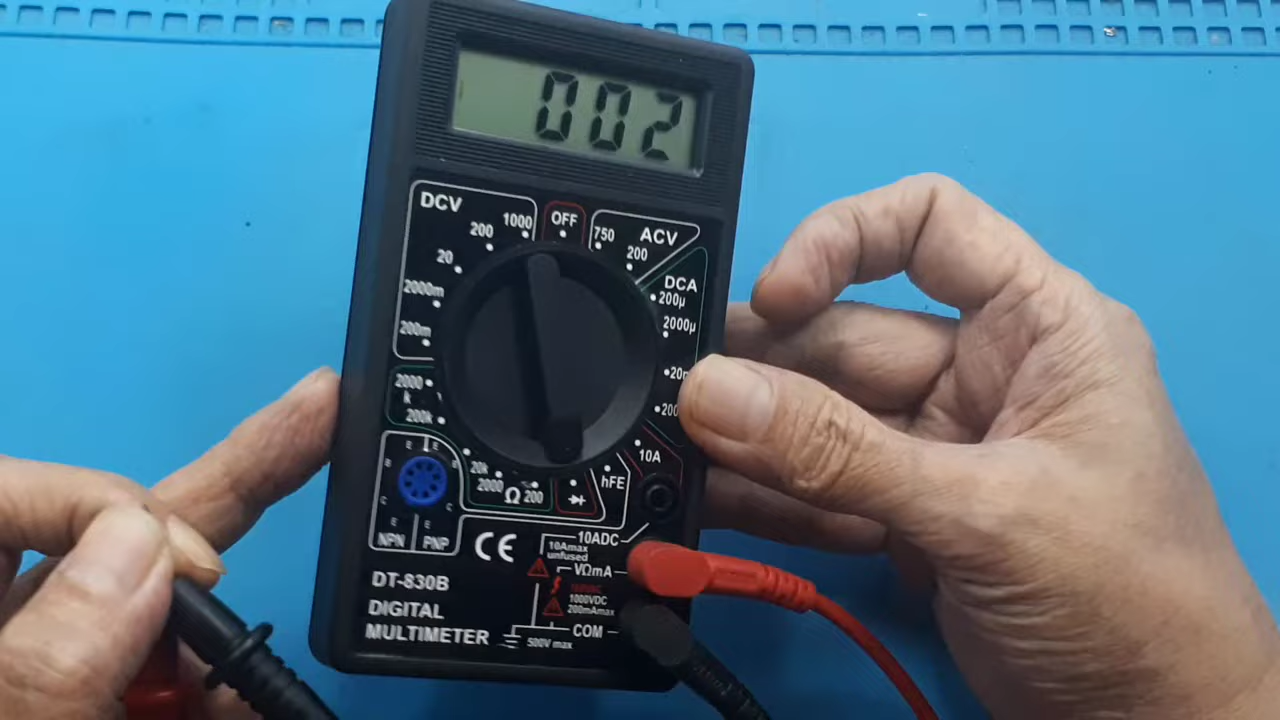 002
DCV
OFF
1000
750
ACV
200
200
20
DCA
200µ
2000m
2000µ
200m
20m
200
2000
k
200k
10A
20k
2000
Ω
200
hFE
E
E
B
B
C
C
E
E
NPN
PNP
CE
10ADC
10Amax
unfused
VΩmA
1000VDC
200mAmax
COM
500V max
DT-830B
DIGITAL
MULTIMETER